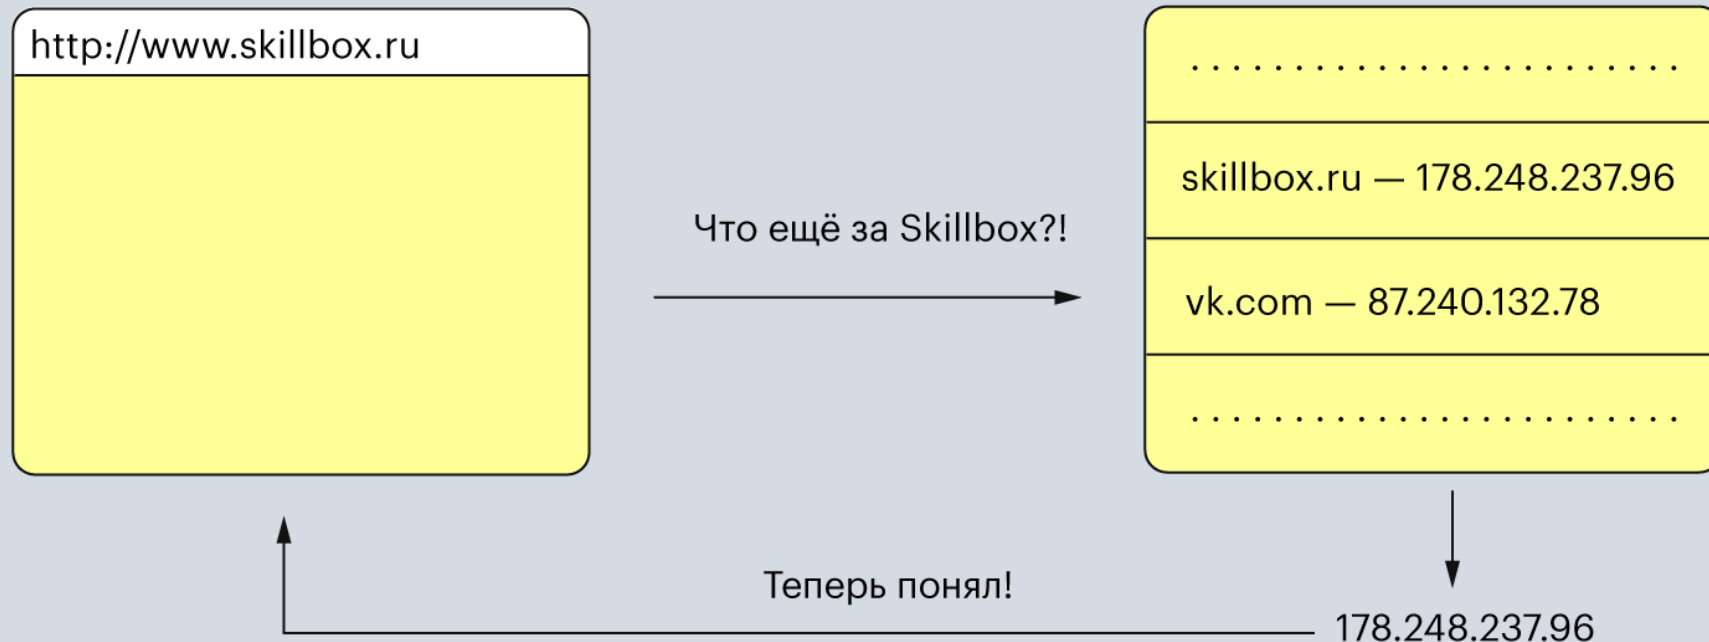 http://www.skillbox.ru
. . . . . . . . . . . . . . . . . . . . . . . .
skillbox.ru — 178.248.237.96
Что ещё за Skillbox?!
vk.com — 87.240.132.78
. . . . . . . . . . . . . . . . . . . . . . . .
Теперь понял!
178.248.237.96